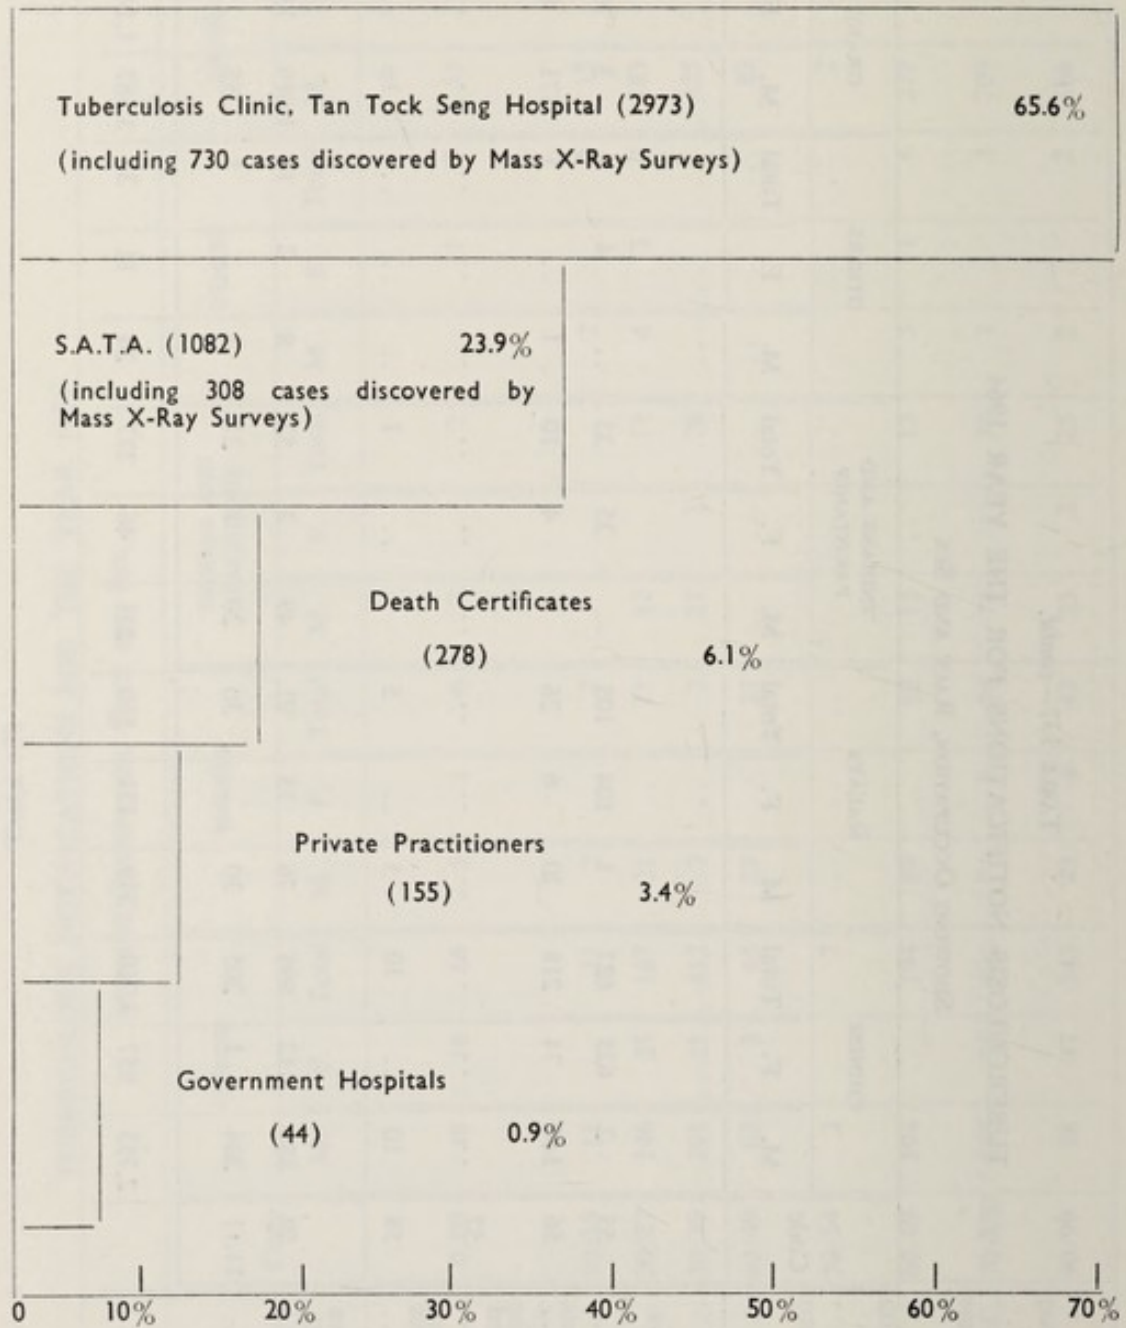 Tuberculosis Clinic, Tan Tock Seng Hospital (2973) 65.6%
(including 730 cases discovered by Mass X-Ray Surveys)
S.A.T.A. (1082) 23.9%
(including 308 cases discovered by
Mass X-Ray Surveys)
Death Certificates
(278) 6.1%
Private Practitioners
(155) 3.4%
Government Hospitals
(44) 0.9%
0 10% 20% 30% 40% 50% 60% 70%